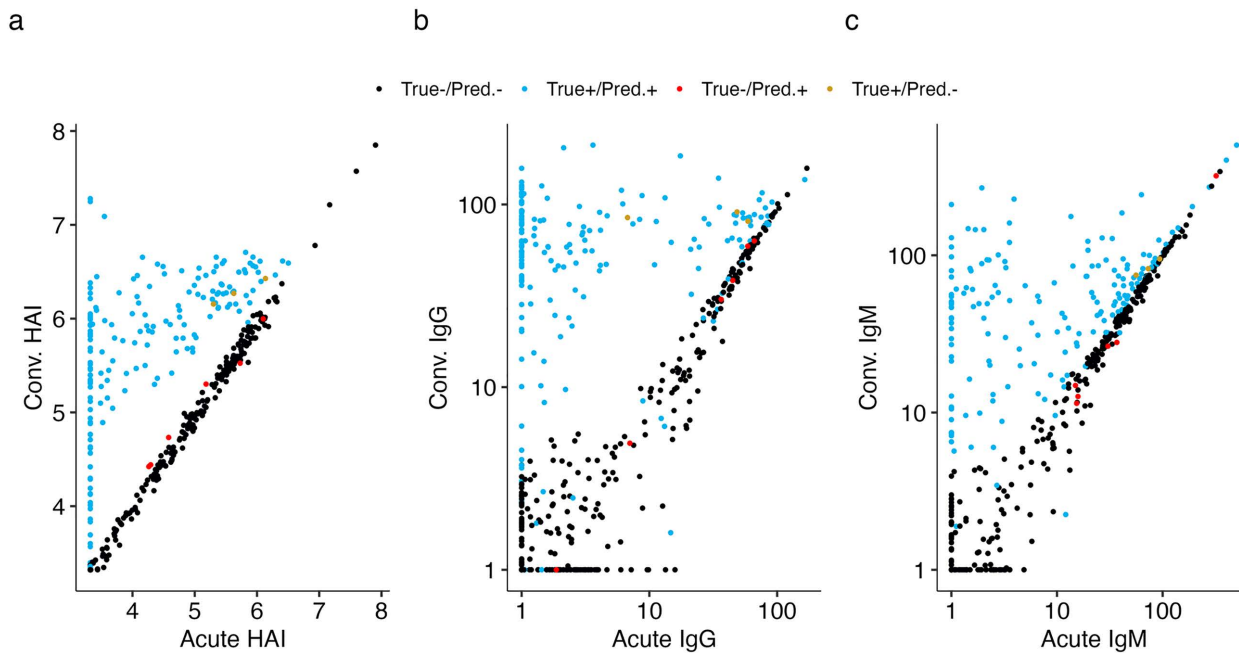 a b c
True-/Pred.- True+/Pred.+ True-/Pred.+ True+/Pred.-
8
7
6
5
4
Conv. HAI
4 5 6 7 8
Acute HAI
100
10
1
Conv. IgG
1 10 100
Acute IgG
100
10
1
Conv. IgM
1 10 100
Acute IgM